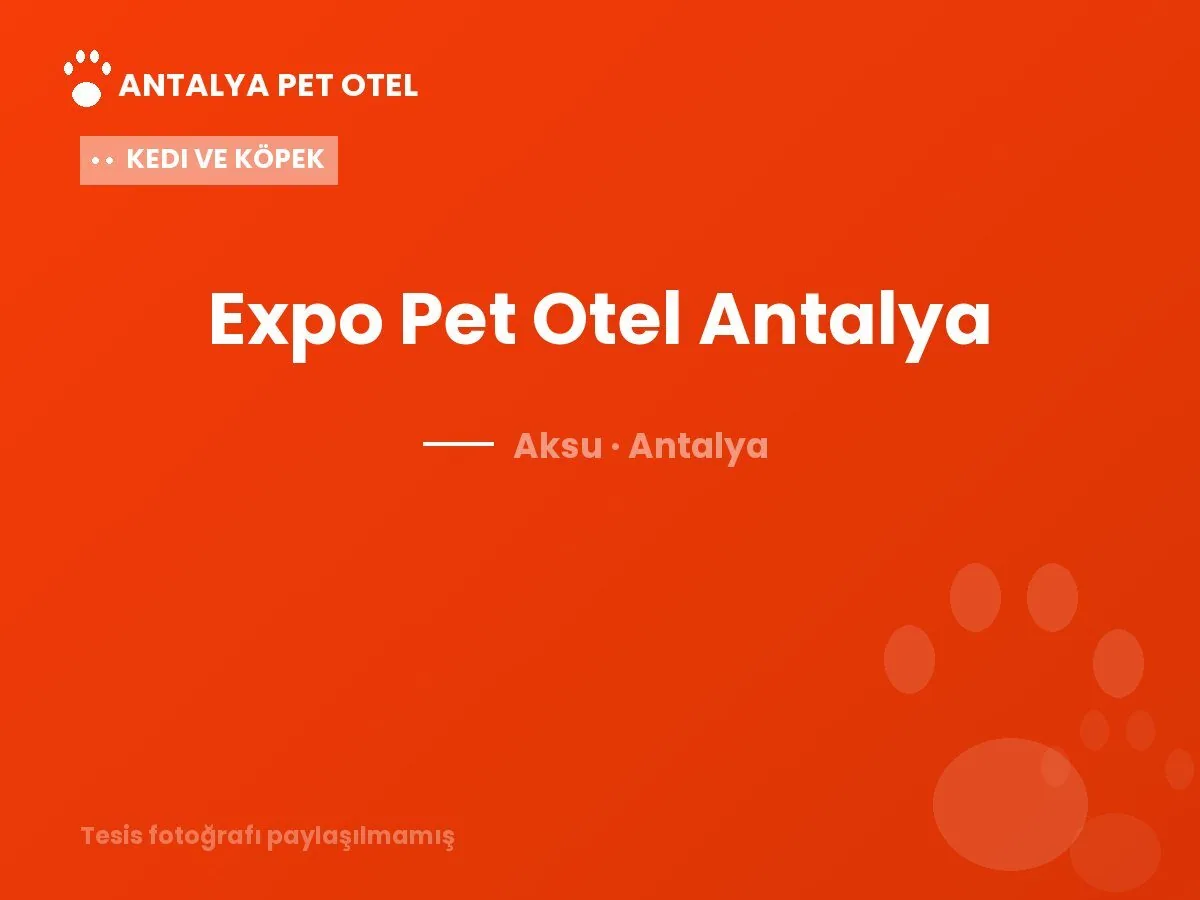 ANTALYA PET OTEL
KEDI VE KÖPEK
Expo Pet Otel Antalya
Aksu · Antalya
Tesis fotoğrafı paylaşılmamış